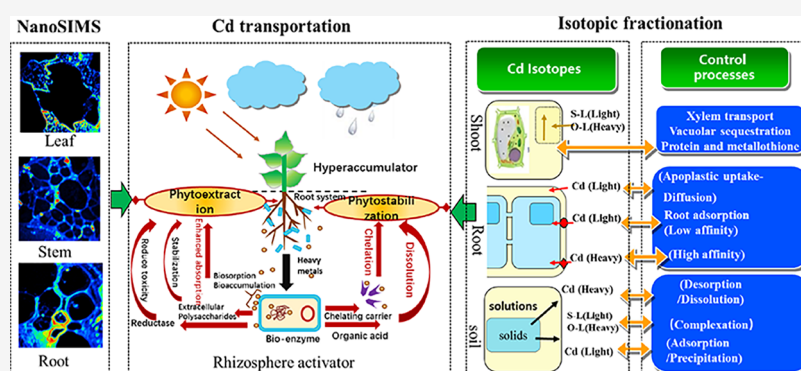 NanoSIMS
Leaf
Stem
Root
Cd transportation
Hyperaccumulator
Phytoextract
ion
Root system
Phytostabili
zation
Reduce toxicity
Stabilization
Enhanced absorption
Biosorption
Bioaccumulation
Heavy
metals
Chelation
Dissolution
Extracellular
Polysaccharides
Reductase
Bio-enzyme
Chelating carrier
Organic acid
Rhizosphere activator
Isotopic fractionation
Cd Isotopes
Control
processes
Shoot
S-L(Light)
O-L(Heavy)
Xylem transport
Vacuolar sequestration
Protein and metallothone
Root
Cd (Light)
Cd (Light)
Cd (Heavy)
(Apoplastic uptake-
Diffusion)
Root adsorption
(Low affinity)
(High affinity)
soil
solutions
solids
Cd (Heavy)
S-L(Light)
O-L(Heavy)
Cd (Light)
(Desorption
/Dissolution)
(Complexation)
(Adsorption
/Precipitation)